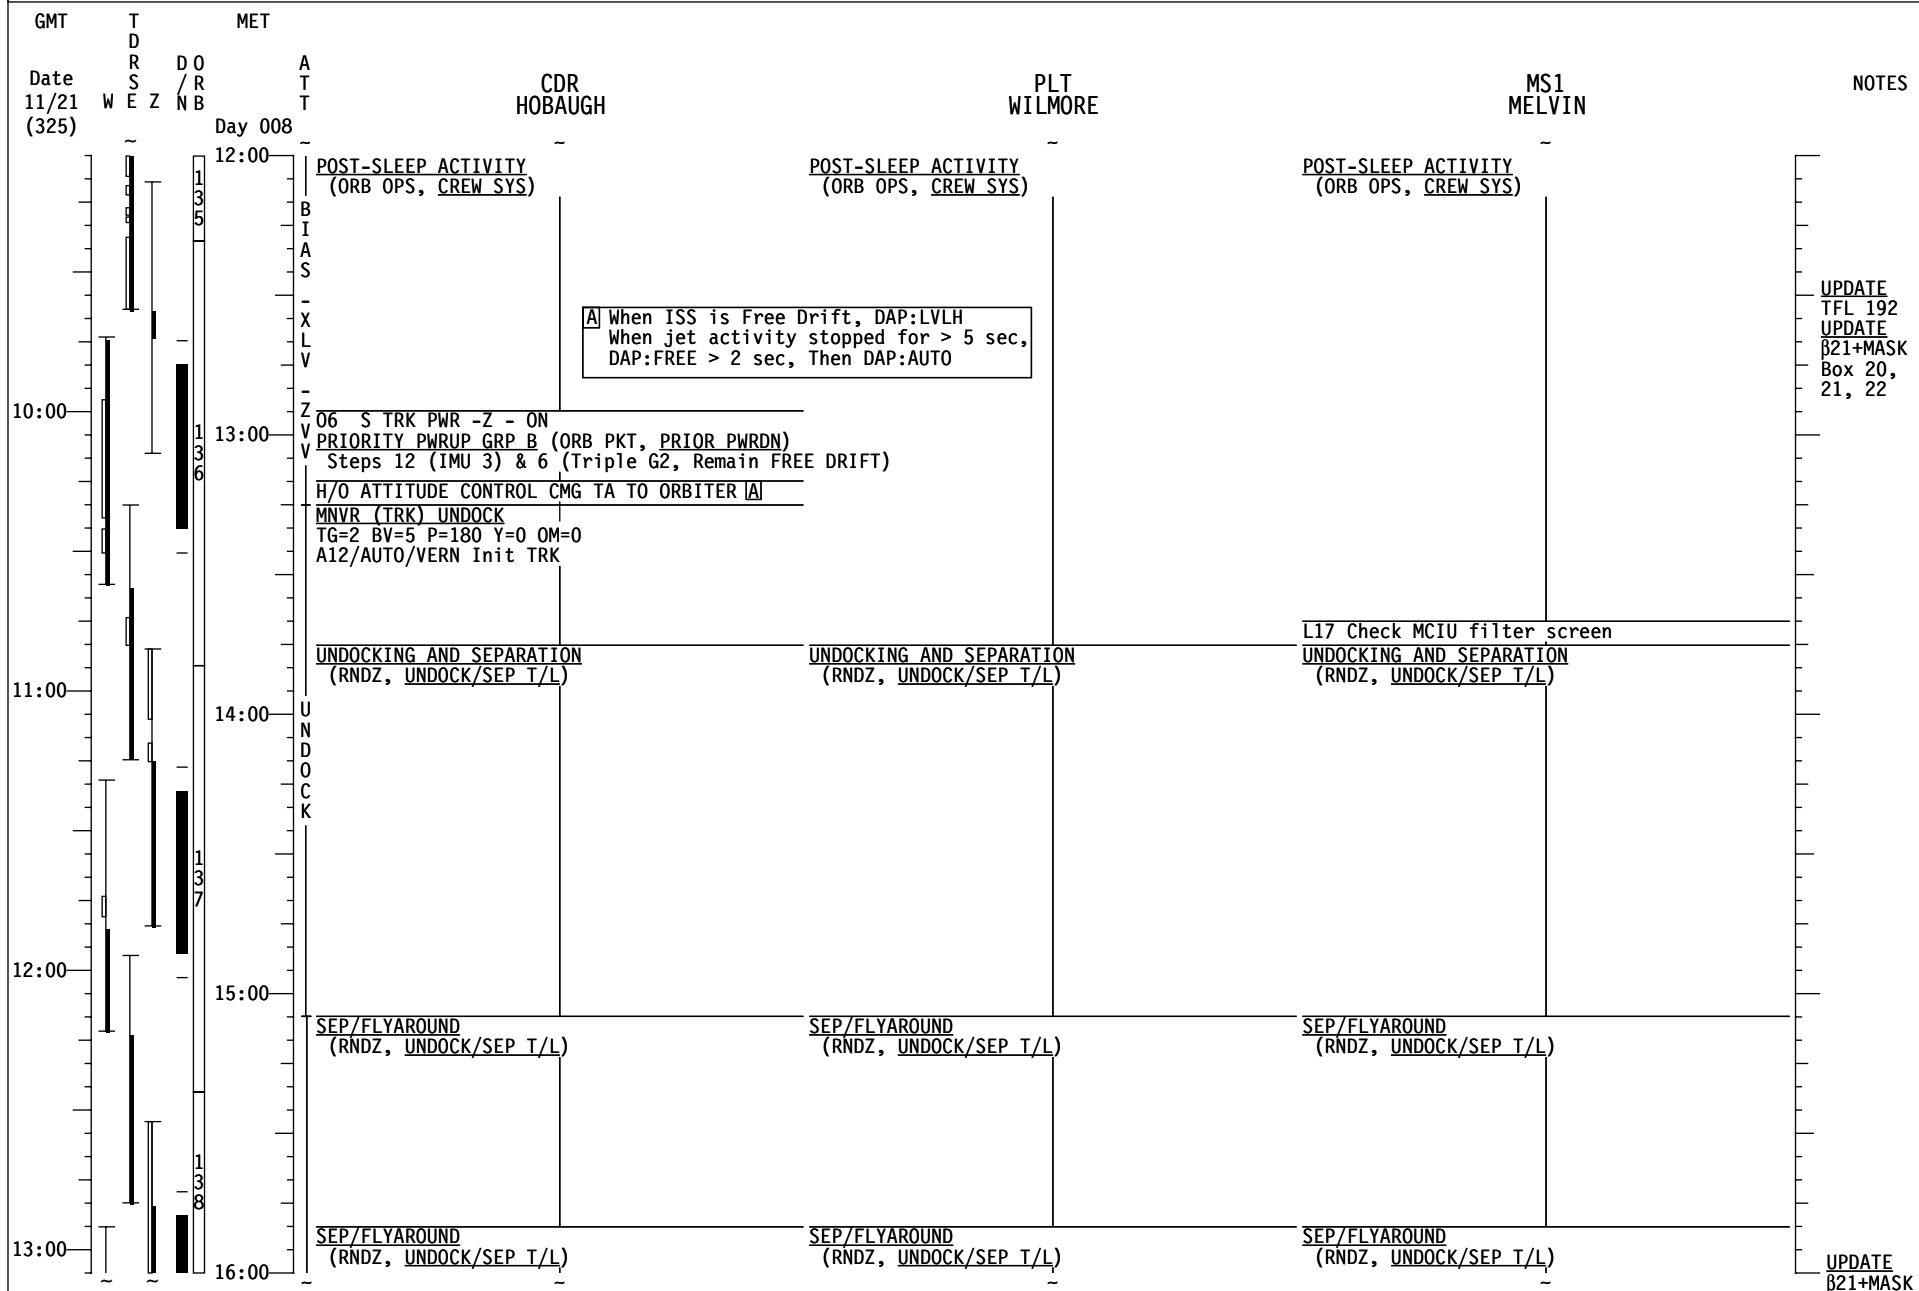 GMT
TDRS
MET
Date
11/21
(325)
W E Z
D/N
ORB
Day 008
ATT
CDR
HOBAUGH
PLT
WILMORE
MS1
MELVIN
NOTES
~ ~ ~ ~ ~
12:00
135
BIAS -XLV -ZVV
POST-SLEEP ACTIVITY
(ORB OPS, CREW SYS)
POST-SLEEP ACTIVITY
(ORB OPS, CREW SYS)
POST-SLEEP ACTIVITY
(ORB OPS, CREW SYS)
UPDATE
TFL 192
UPDATE
β21+MASK
Box 20,
21, 22
A When ISS is Free Drift, DAP:LVLH
When jet activity stopped for > 5 sec,
DAP:FREE > 2 sec, Then DAP:AUTO
10:00
136
13:00
O6 S TRK PWR -Z - ON
PRIORITY PWRUP GRP B (ORB PKT, PRIOR PWRDN)
Steps 12 (IMU 3) & 6 (Triple G2, Remain FREE DRIFT)
H/O ATTITUDE CONTROL CMG TA TO ORBITER A
MNVR (TRK) UNDOCK
TG=2 BV=5 P=180 Y=0 OM=0
A12/AUTO/VERN Init TRK
L17 Check MCIU filter screen
UNDOCKING AND SEPARATION
(RNDZ, UNDOCK/SEP T/L)
UNDOCKING AND SEPARATION
(RNDZ, UNDOCK/SEP T/L)
UNDOCKING AND SEPARATION
(RNDZ, UNDOCK/SEP T/L)
11:00
14:00
UNDOCK
137
12:00
15:00
SEP/FLYAROUND
(RNDZ, UNDOCK/SEP T/L)
SEP/FLYAROUND
(RNDZ, UNDOCK/SEP T/L)
SEP/FLYAROUND
(RNDZ, UNDOCK/SEP T/L)
138
13:00
16:00
SEP/FLYAROUND
(RNDZ, UNDOCK/SEP T/L)
SEP/FLYAROUND
(RNDZ, UNDOCK/SEP T/L)
SEP/FLYAROUND
(RNDZ, UNDOCK/SEP T/L)
UPDATE
β21+MASK
~ ~ ~ ~ ~ ~